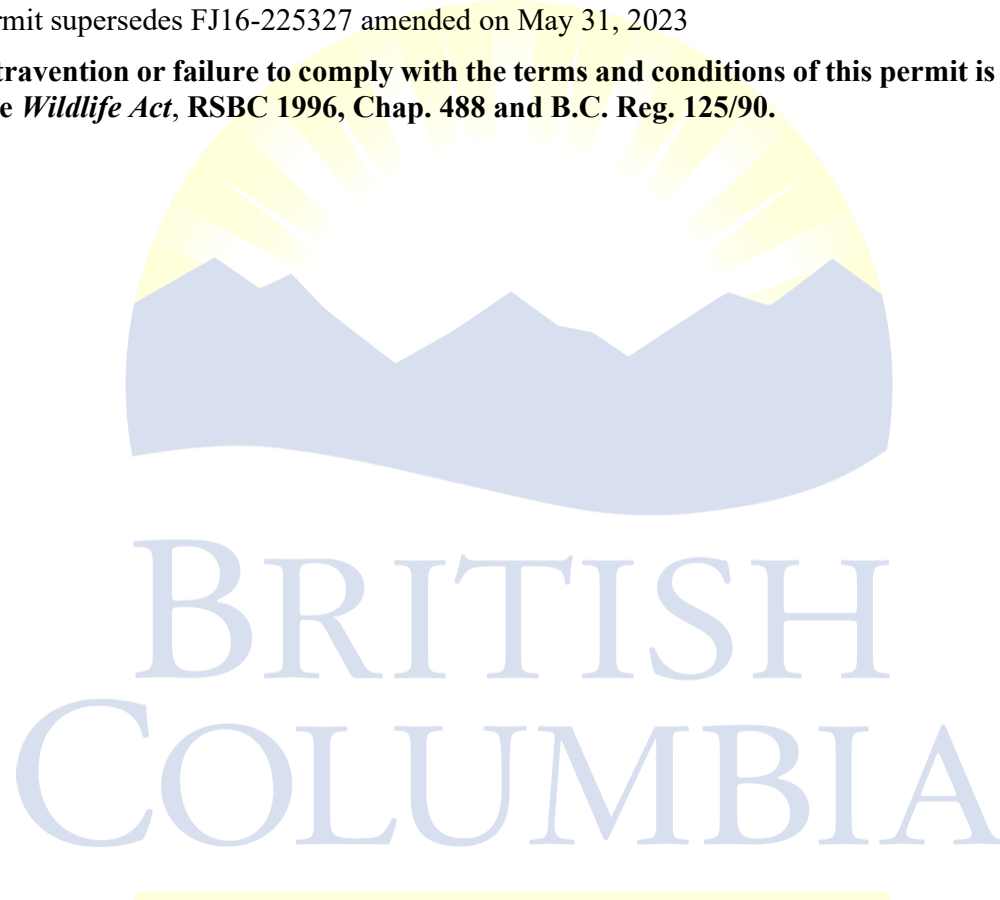 rmit supersedes FJ16-225327 amended on May 31, 2023
travention or failure to comply with the terms and conditions of this permit is
e Wildlife Act, RSBC 1996, Chap. 488 and B.C. Reg. 125/90.
BRITISH
COLUMBIA